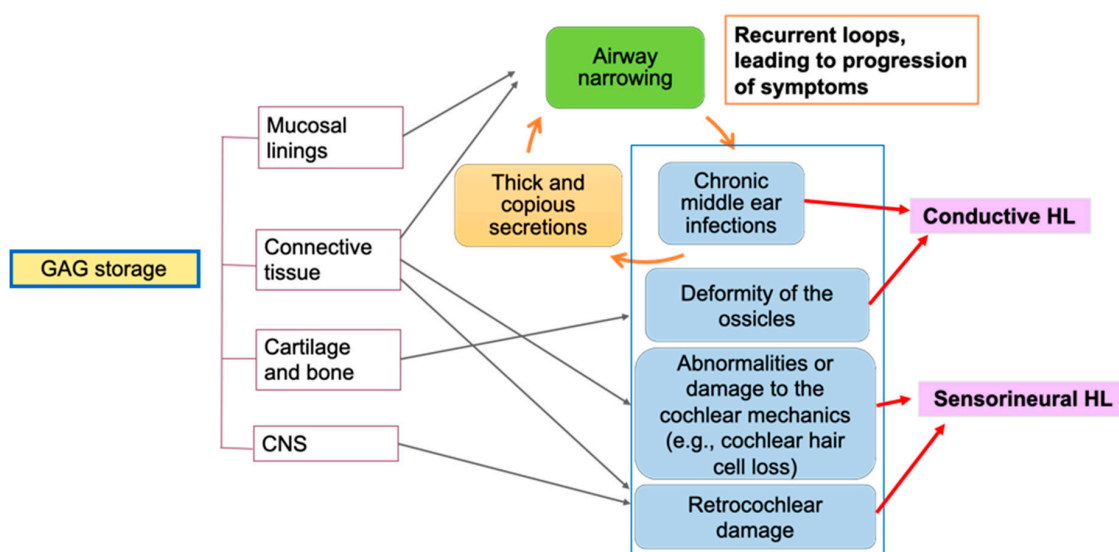 Airway
narrowing
Recurrent loops,
leading to progression
of symptoms
Mucosal
linings
Thick and
copious
secretions
Chronic
middle ear
infections
Conductive HL
Connective
tissue
GAG storage
Deformity of the
ossicles
Cartilage
and bone
Abnormalities or
damage to the
cochlear mechanics
(e.g., cochlear hair
cell loss)
Sensorineural HL
CNS
Retrocochlear
damage